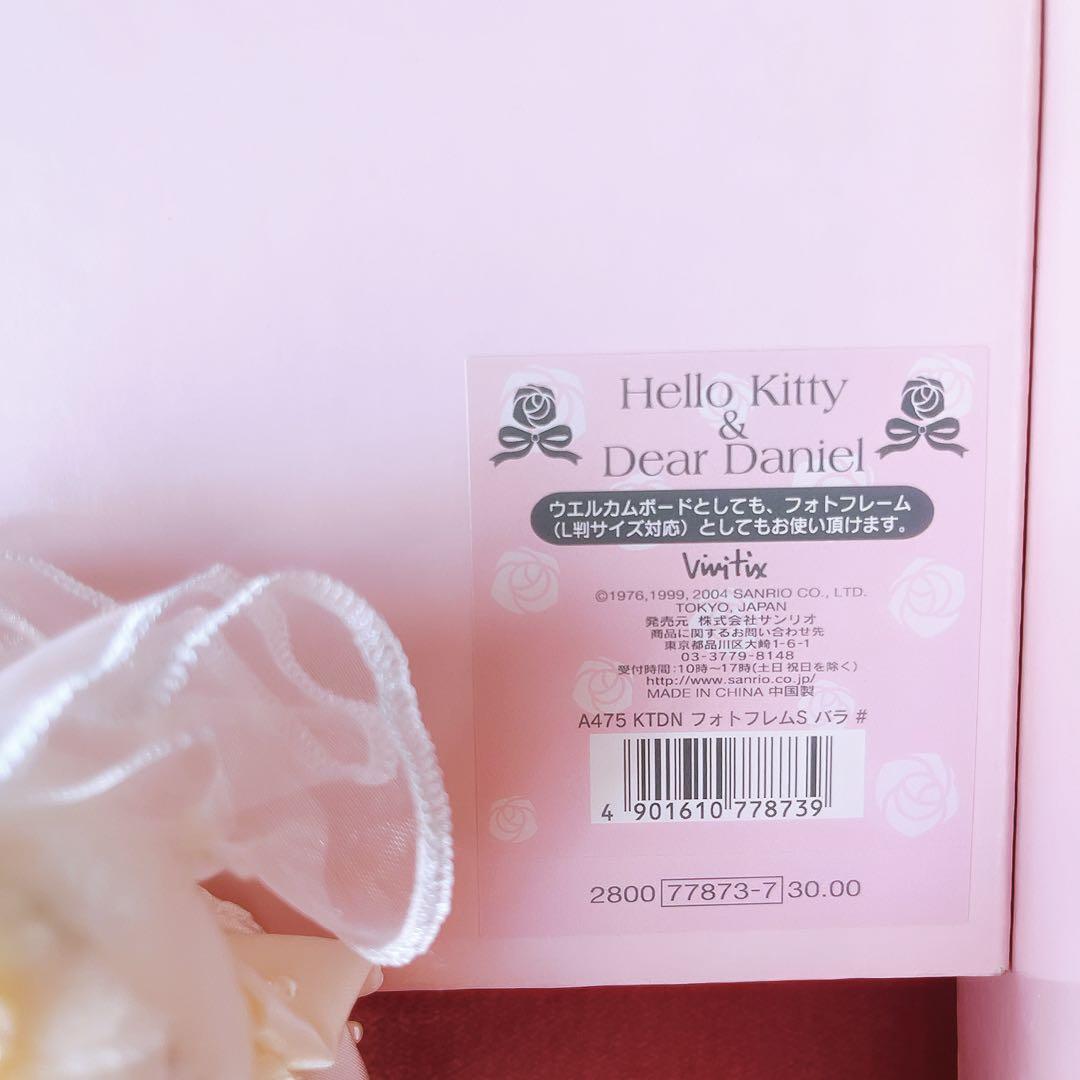 Hello Kitty
&
Dear Daniel
ウエルカムボードとしても、フォトフレーム
（L判サイズ対応）としてもお使い頂けます。
Vivitix
©1976,1999, 2004 SANRIO CO., LTD.
TOKYO, JAPAN
発売元 株式会社サンリオ
商品に関するお問い合わせ先
東京都品川区大崎1-6-1
03-3779-8148
受付時間:10時〜17時(土日 祝日を除く)
http://www.sanrio.co.jp/
MADE IN CHINA 中国製
A475 KTDN フォトフレムS バラ #
4 901610 778739
2800 77873-7 30.00